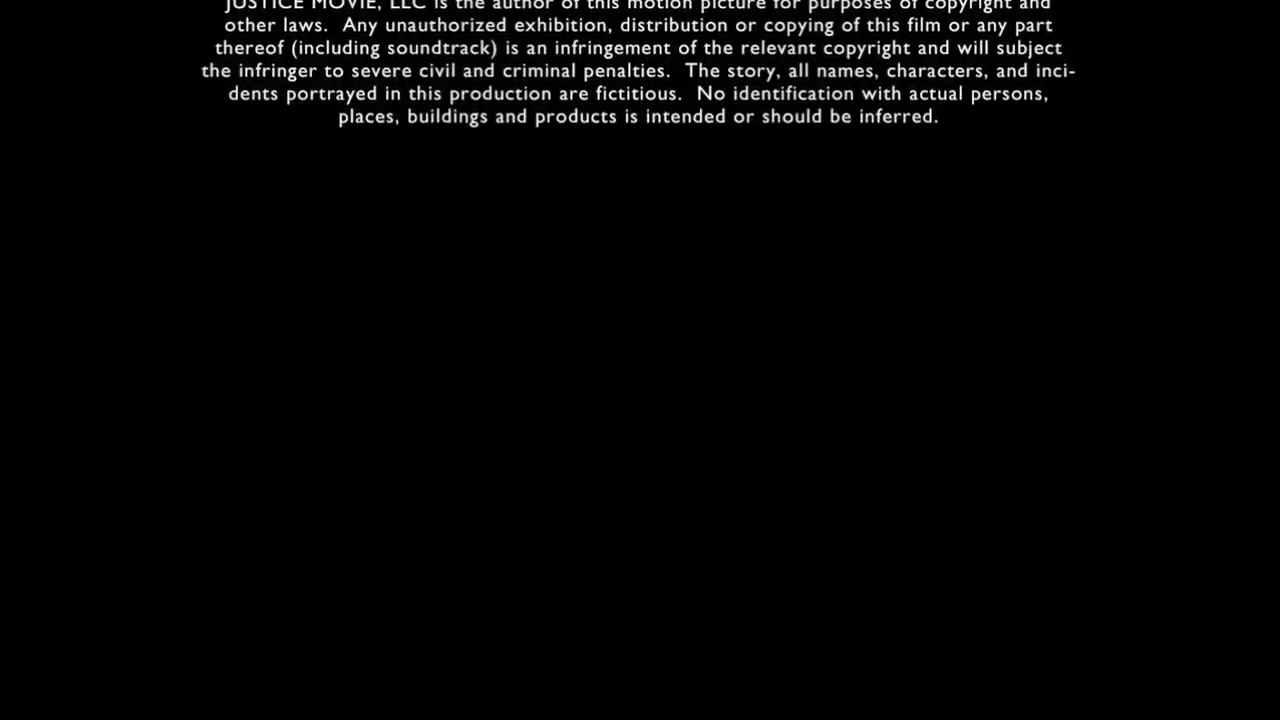 JUSTICE MOVIE, LLC is the author of this motion picture for purposes of copyright and
other laws.  Any unauthorized exhibition, distribution or copying of this film or any part
thereof (including soundtrack) is an infringement of the relevant copyright and will subject
the infringer to severe civil and criminal penalties.  The story, all names, characters, and inci-
dents portrayed in this production are fictitious.  No identification with actual persons,
places, buildings and products is intended or should be inferred.